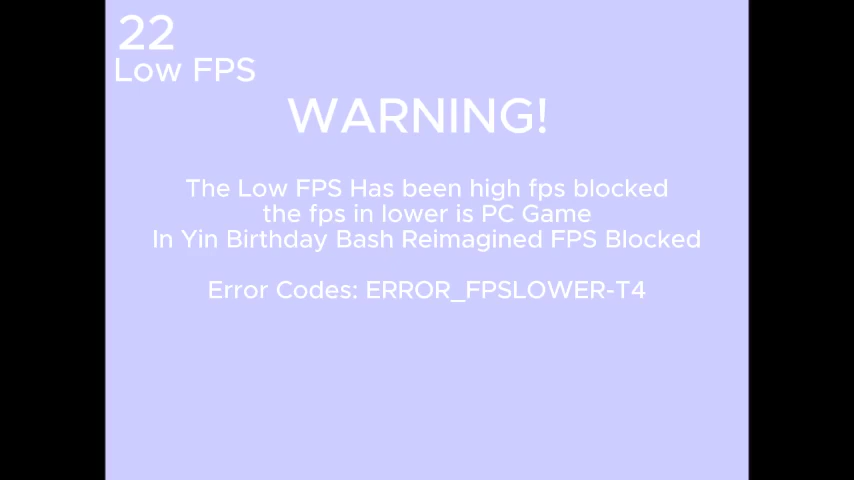 22
Low FPS
WARNING!
The Low FPS Has been high fps blocked
the fps in lower is PC Game
In Yin Birthday Bash Reimagined FPS Blocked
Error Codes: ERROR_FPSLOWER-T4